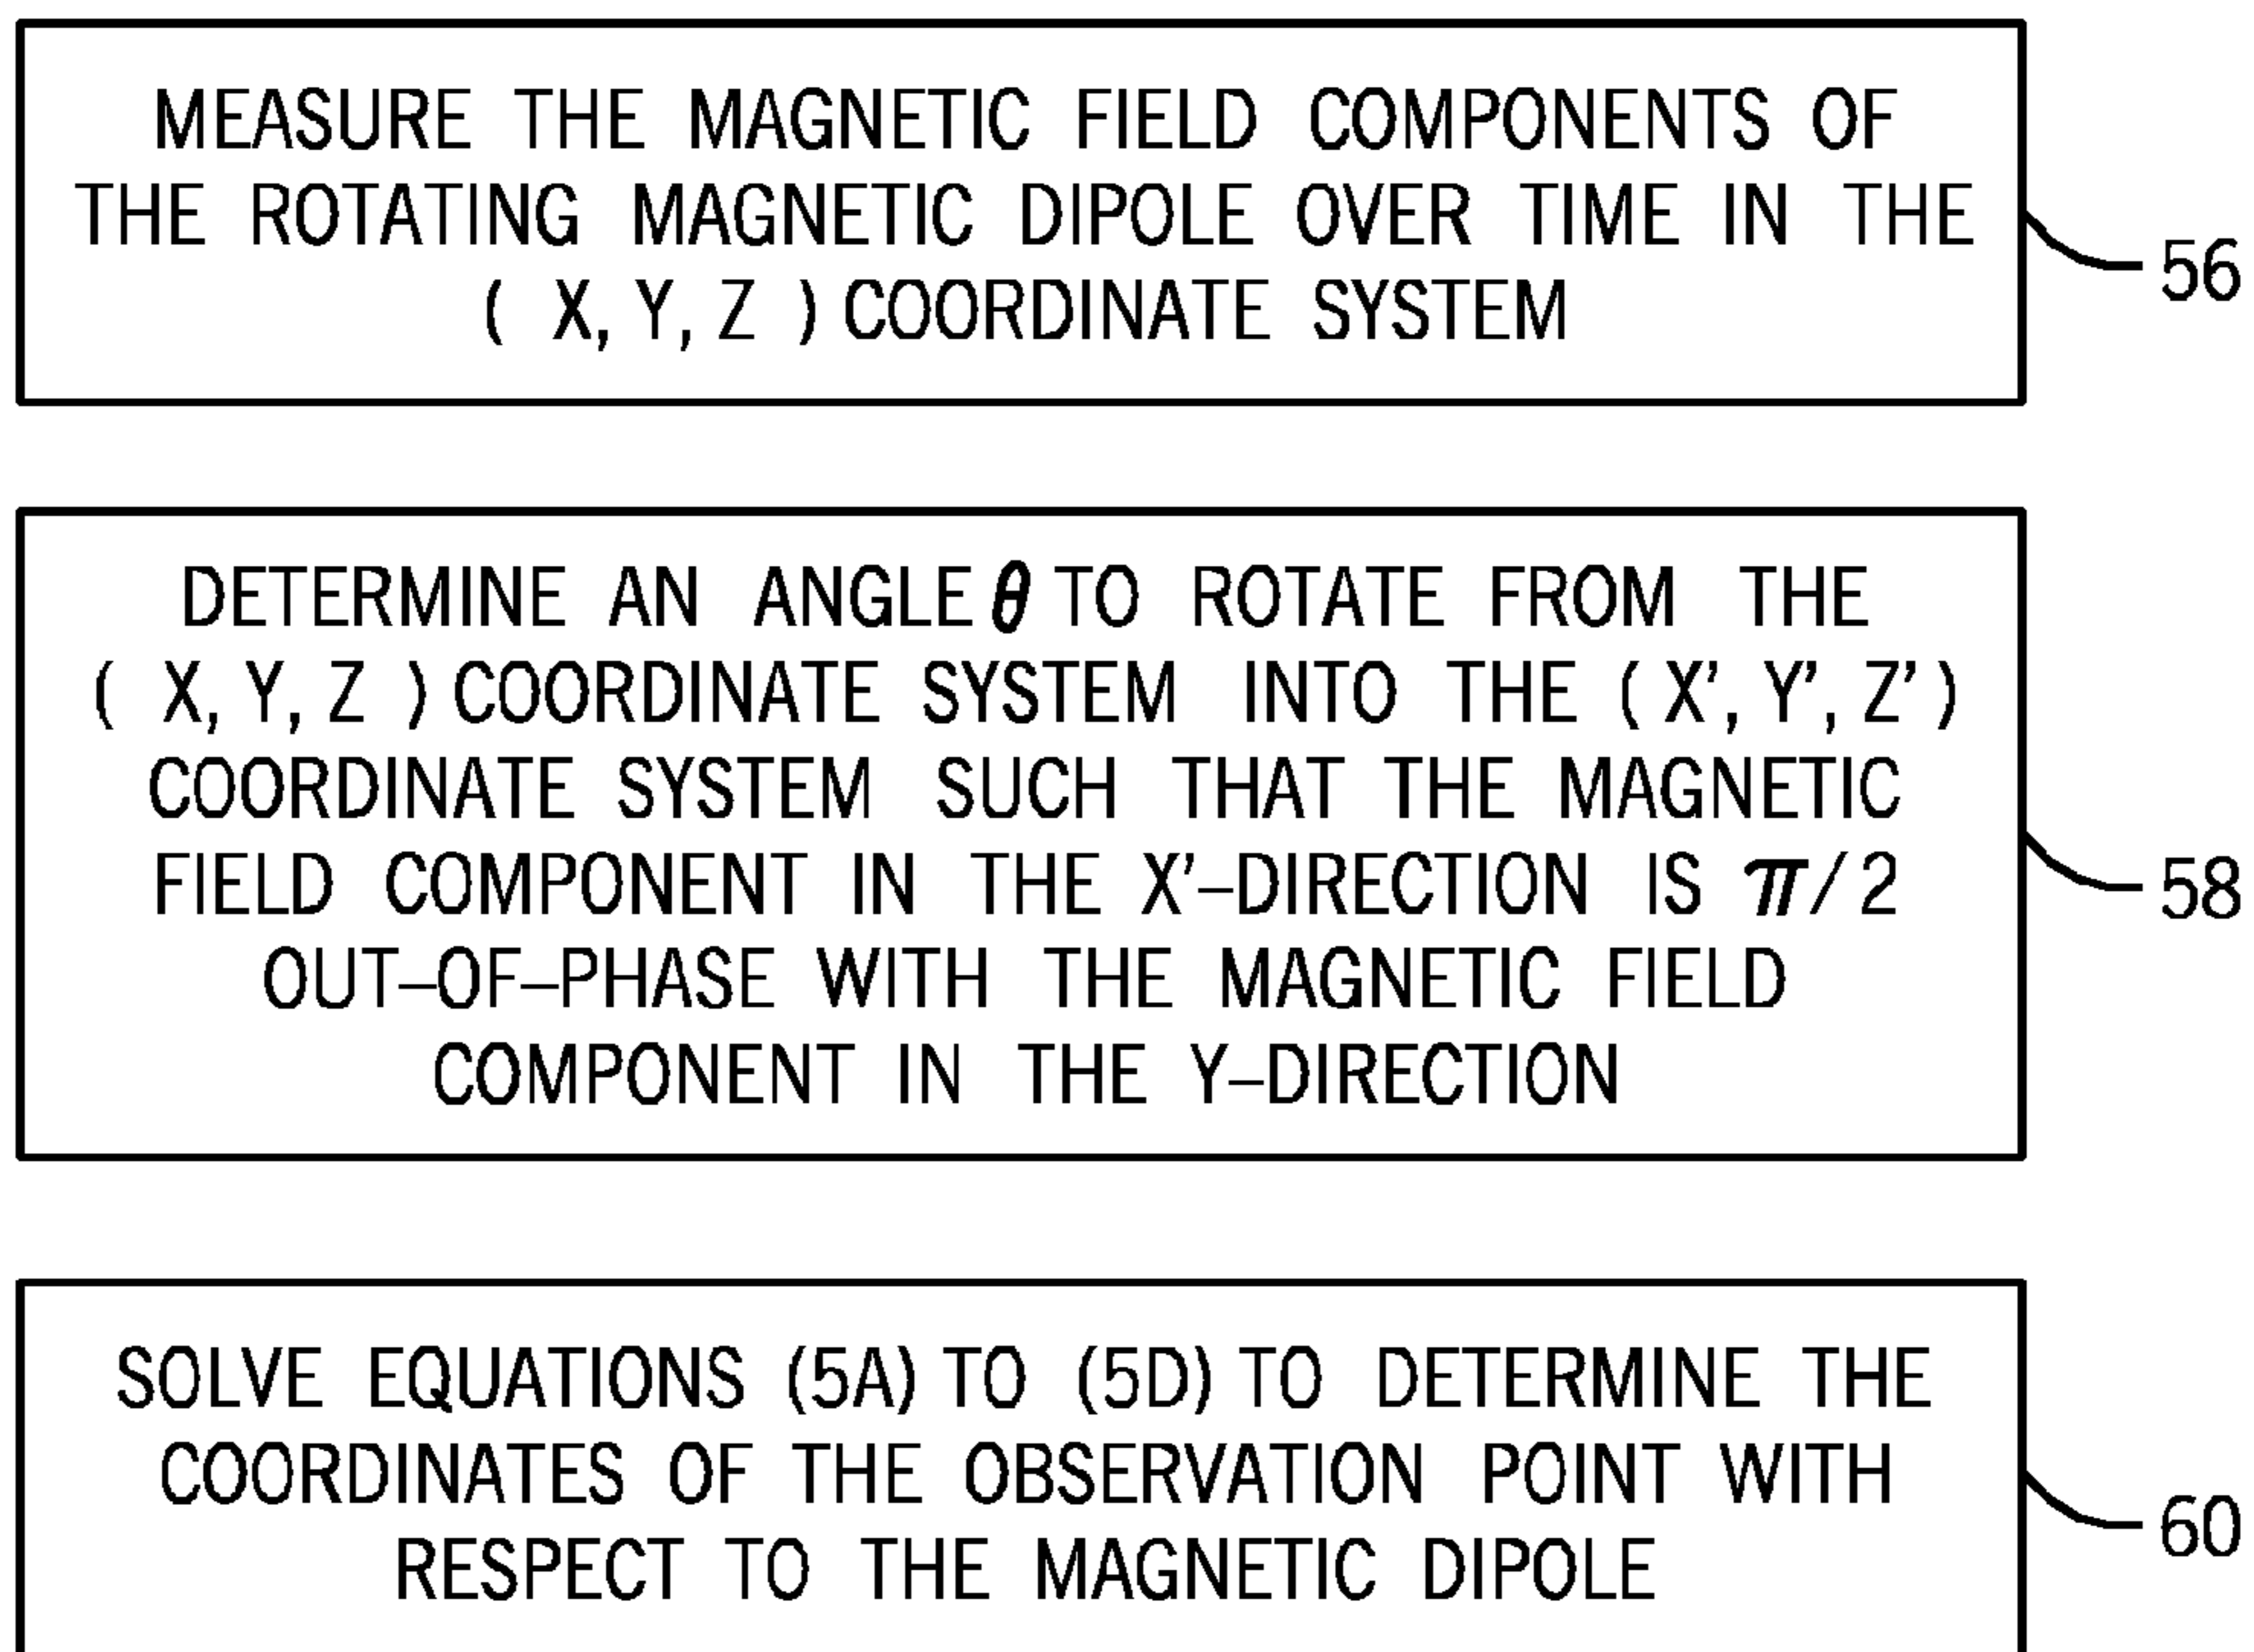 MEASURE THE MAGNETIC FIELD COMPONENTS OF
THE ROTATING MAGNETIC DIPOLE OVER TIME IN THE
( X, Y, Z ) COORDINATE SYSTEM
56
DETERMINE AN ANGLE θ TO ROTATE FROM THE
( X, Y, Z ) COORDINATE SYSTEM INTO THE ( X', Y', Z' )
COORDINATE SYSTEM SUCH THAT THE MAGNETIC
FIELD COMPONENT IN THE X'–DIRECTION IS π/2
OUT–OF–PHASE WITH THE MAGNETIC FIELD
COMPONENT IN THE Y–DIRECTION
58
SOLVE EQUATIONS (5A) TO (5D) TO DETERMINE THE
COORDINATES OF THE OBSERVATION POINT WITH
RESPECT TO THE MAGNETIC DIPOLE
60